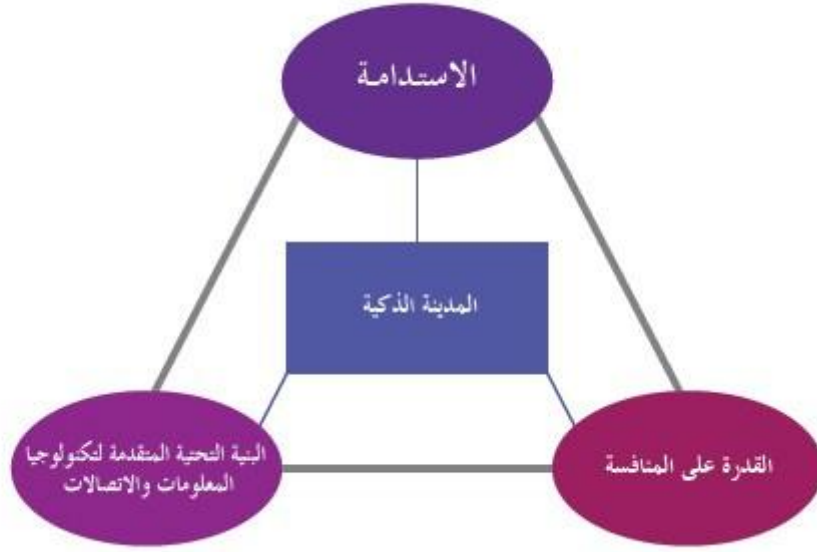 الاستدامة
المدينة الذكية
القدرة على المنافسة
البنية التحتية المتقدمة لتكنولوجيا
المعلومات والاتصالات